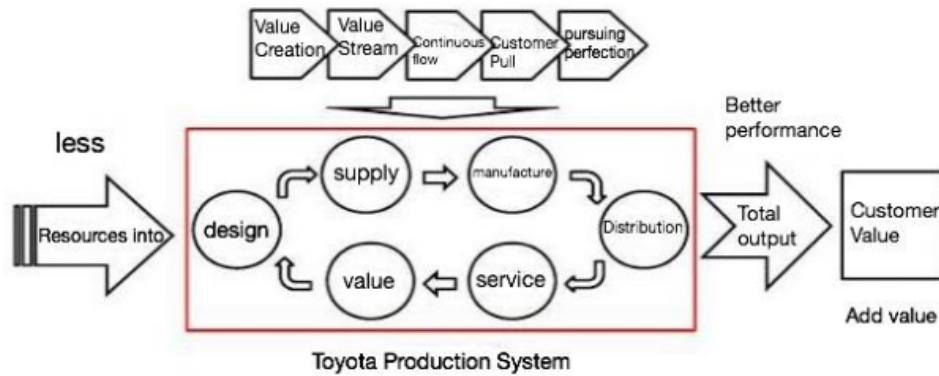 Value
Creation
Value
Stream
Continuous
flow
Customer
Pull
pursuing
perfection
less
Resources into
design
supply
manufacture
Distribution
service
value
Better
performance
Total
output
Customer
Value
Add value
Toyota Production System